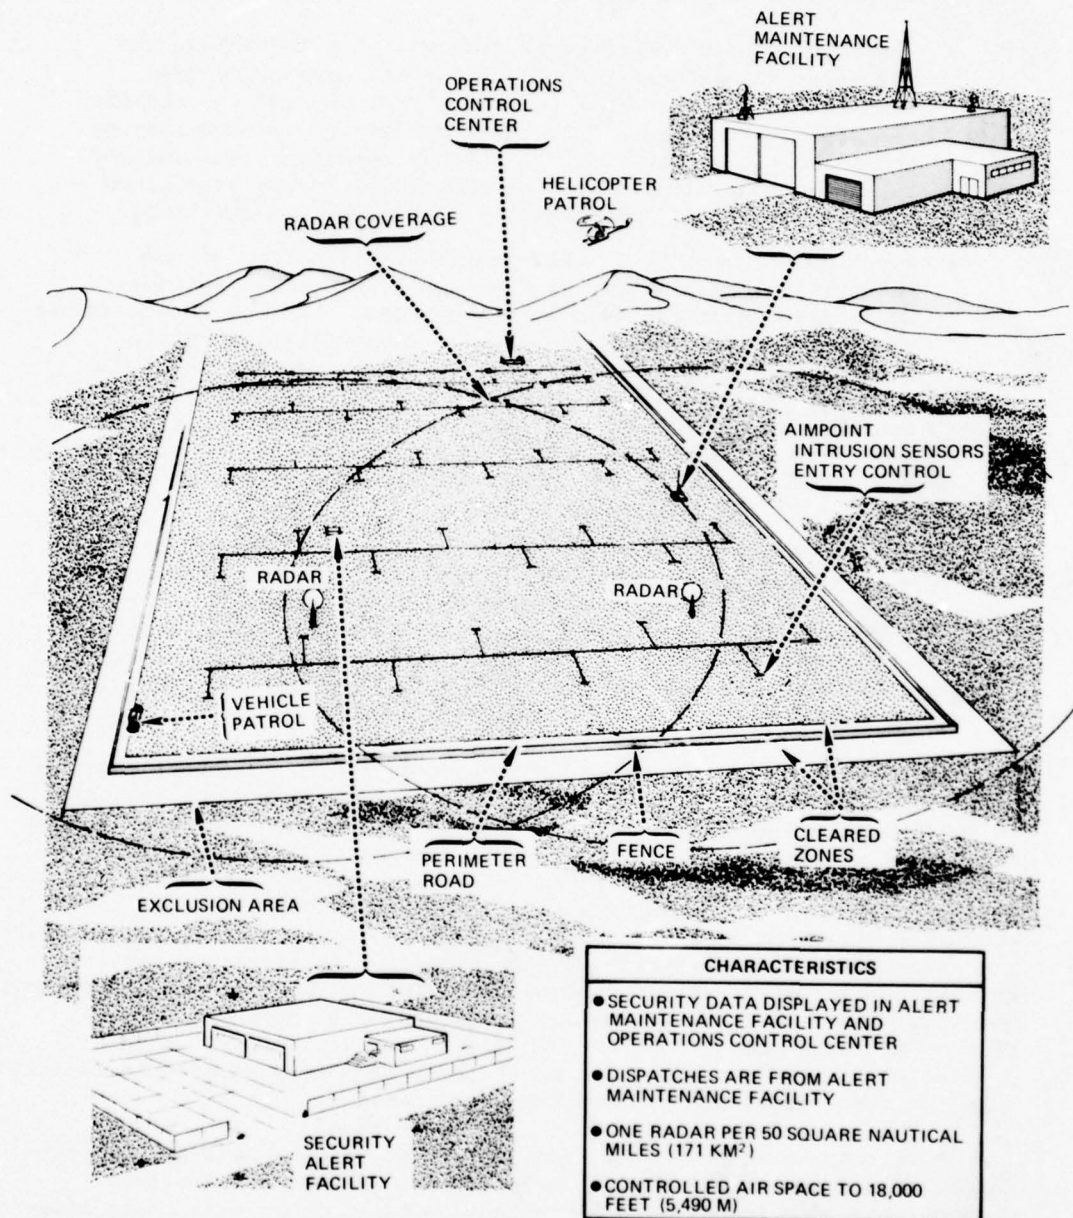 ALERT
MAINTENANCE
FACILITY
OPERATIONS
CONTROL
CENTER
HELICOPTER
PATROL
RADAR COVERAGE
AIMPOINT
INTRUSION SENSORS
ENTRY CONTROL
RADAR
RADAR
VEHICLE
PATROL
PERIMETER
ROAD
FENCE
CLEARED
ZONES
EXCLUSION AREA
SECURITY
ALERT
FACILITY
CHARACTERISTICS
● SECURITY DATA DISPLAYED IN ALERT
MAINTENANCE FACILITY AND
OPERATIONS CONTROL CENTER
● DISPATCHES ARE FROM ALERT
MAINTENANCE FACILITY
● ONE RADAR PER 50 SQUARE NAUTICAL
MILES (171 KM²)
● CONTROLLED AIR SPACE TO 18,000
FEET (5,490 M)